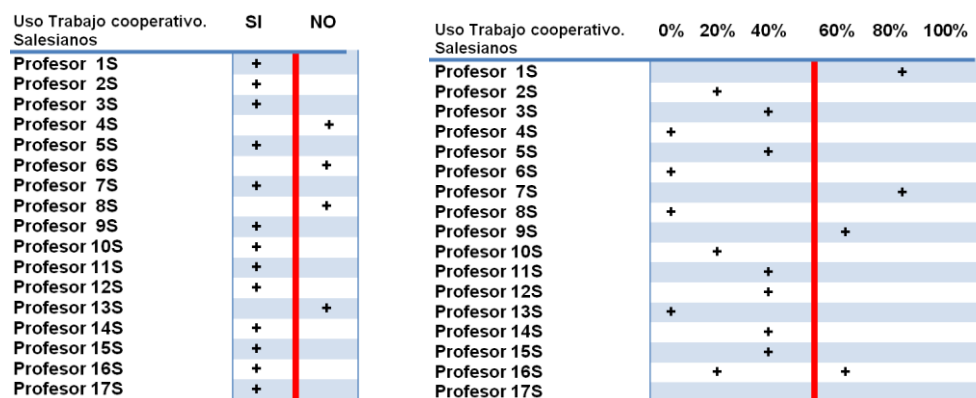 Uso Trabajo cooperativo. SI NO
Salesianos
Profesor 1S +
Profesor 2S +
Profesor 3S +
Profesor 4S +
Profesor 5S +
Profesor 6S +
Profesor 7S +
Profesor 8S +
Profesor 9S +
Profesor 10S +
Profesor 11S +
Profesor 12S +
Profesor 13S +
Profesor 14S +
Profesor 15S +
Profesor 16S +
Profesor 17S +
Uso Trabajo cooperativo. 0% 20% 40% 60% 80% 100%
Salesianos
Profesor 1S +
Profesor 2S +
Profesor 3S +
Profesor 4S +
Profesor 5S +
Profesor 6S +
Profesor 7S +
Profesor 8S +
Profesor 9S +
Profesor 10S +
Profesor 11S +
Profesor 12S +
Profesor 13S +
Profesor 14S +
Profesor 15S +
Profesor 16S + +
Profesor 17S